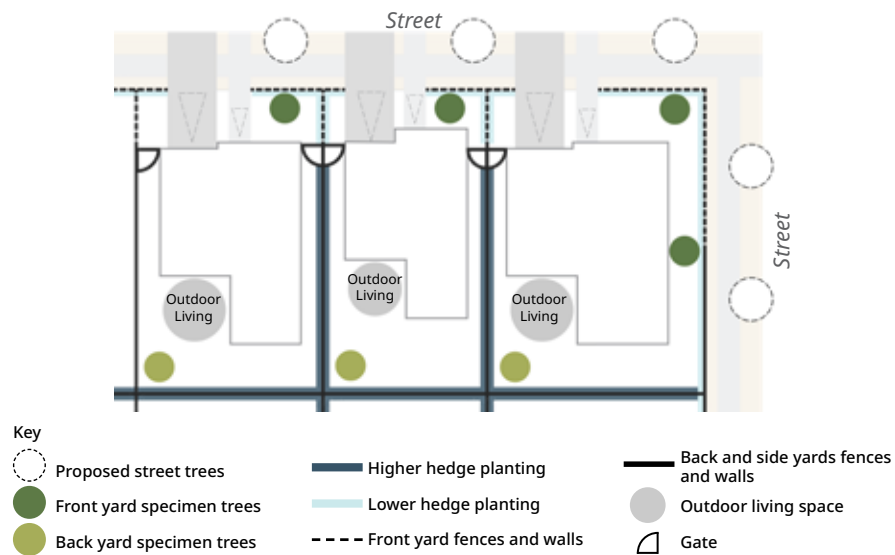 Street
Street
Outdoor
Living
Outdoor
Living
Outdoor
Living
Key
Proposed street trees
Front yard specimen trees
Back yard specimen trees
Higher hedge planting
Lower hedge planting
Front yard fences and walls
Back and side yards fences
and walls
Outdoor living space
Gate